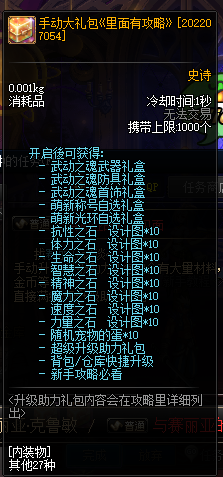 手动大礼包《里面有攻略》[20220
7054]
史诗
0.001kg
消耗品
冷却时间1秒
无法交易
携带上限1000个
开启後可获得:
- 武动之魂武器礼盒
- 武动之魂防具礼盒
- 武动之魂首饰礼盒
- 萌新称号自选礼盒
- 萌新光环自选礼盒
- 抗性之石 设计图*10
- 体力之石 设计图*10
- 生命之石 设计图*10
- 智慧之石 设计图*10
- 精神之石 设计图*10
- 魔力之石 设计图*10
- 速度之石 设计图*10
- 力量之石 设计图*10
- 随机宠物的蛋*10
- 超级升级助力礼包
- 背包/仓库快捷升级
- 新手攻略必看
<升级助力礼包内容会在攻略里详细列
出>
[内装物]
其他27种